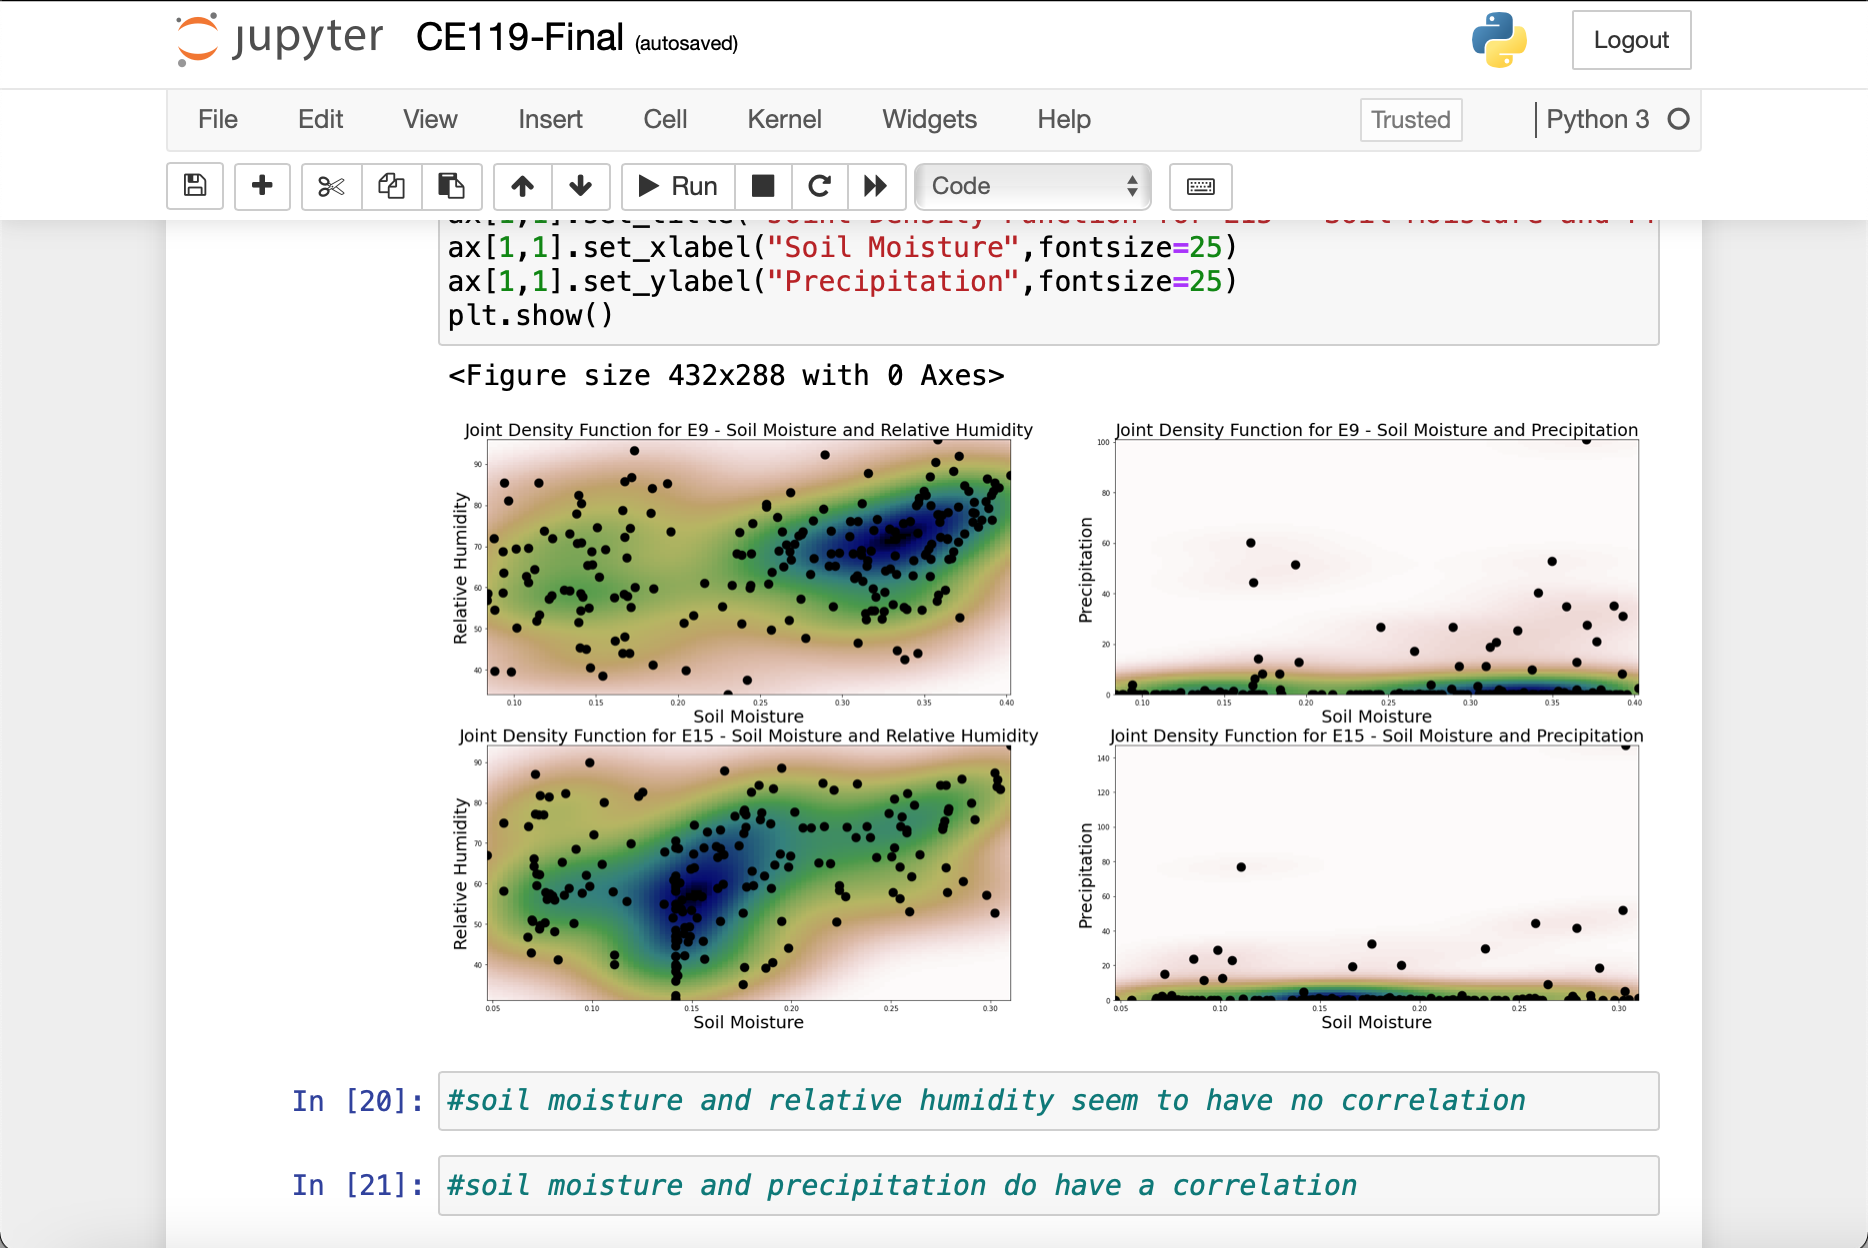 jupyter CE119-Final (autosaved)
Logout
File Edit View Insert Cell Kernel Widgets Help
Trusted
Python 3
Run
Code
ax[1,1].set_xlabel("Soil Moisture",fontsize=25)
ax[1,1].set_ylabel("Precipitation",fontsize=25)
plt.show()
<Figure size 432x288 with 0 Axes>
Joint Density Function for E9 - Soil Moisture and Relative Humidity
Relative Humidity
90
80
70
60
50
40
0.10 0.15 0.20 0.25 0.30 0.35 0.40
Soil Moisture
Joint Density Function for E9 - Soil Moisture and Precipitation
Precipitation
100
80
60
40
20
0
0.10 0.15 0.20 0.25 0.30 0.35 0.40
Soil Moisture
Joint Density Function for E15 - Soil Moisture and Relative Humidity
Relative Humidity
90
80
70
60
50
40
0.05 0.10 0.15 0.20 0.25 0.30
Soil Moisture
Joint Density Function for E15 - Soil Moisture and Precipitation
Precipitation
140
120
100
80
60
40
20
0
0.05 0.10 0.15 0.20 0.25 0.30
Soil Moisture
In [20]: #soil moisture and relative humidity seem to have no correlation
In [21]: #soil moisture and precipitation do have a correlation